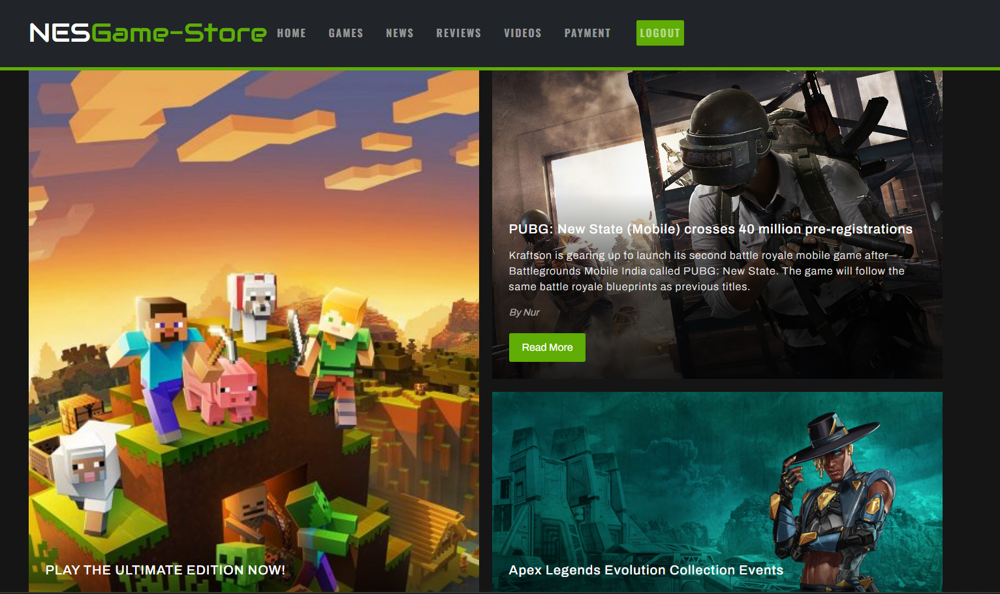 NESGame-Store HOME GAMES NEWS REVIEWS VIDEOS PAYMENT LOGOUT
PLAY THE ULTIMATE EDITION NOW!
PUBG: New State (Mobile) crosses 40 million pre-registrations
Kraftson is gearing up to launch its second battle royale mobile game after
Battlegrounds Mobile India called PUBG: New State. The game will follow the
same battle royale blueprints as previous titles.
By Nur
Read More
Apex Legends Evolution Collection Events